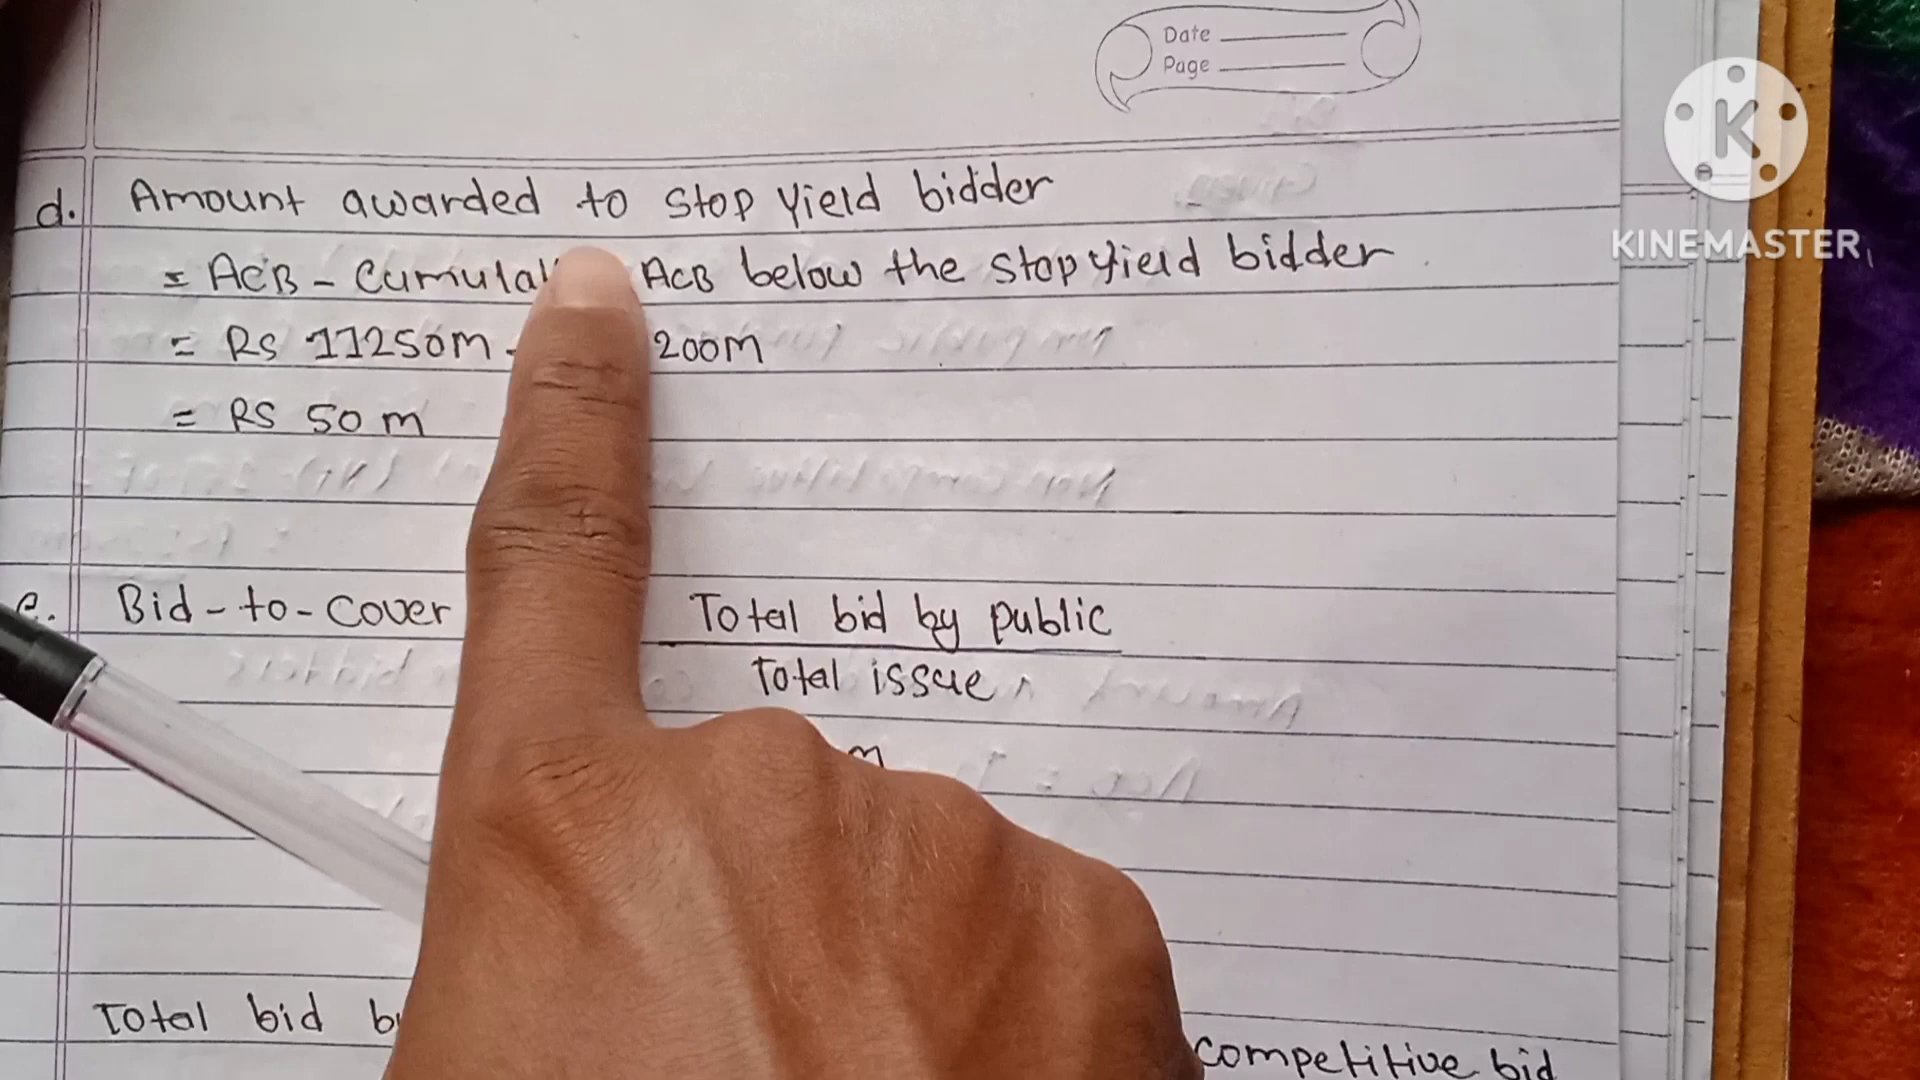 Date
Page
K
KINEMASTER
d. Amount awarded to stop yield bidder
= ACB - ACB below the stop yield bidder
= RS 11250M - 200M
= RS 50 m
e. Bid-to-cover Total bid by public
Total issue
m
Total bid
competitive bid